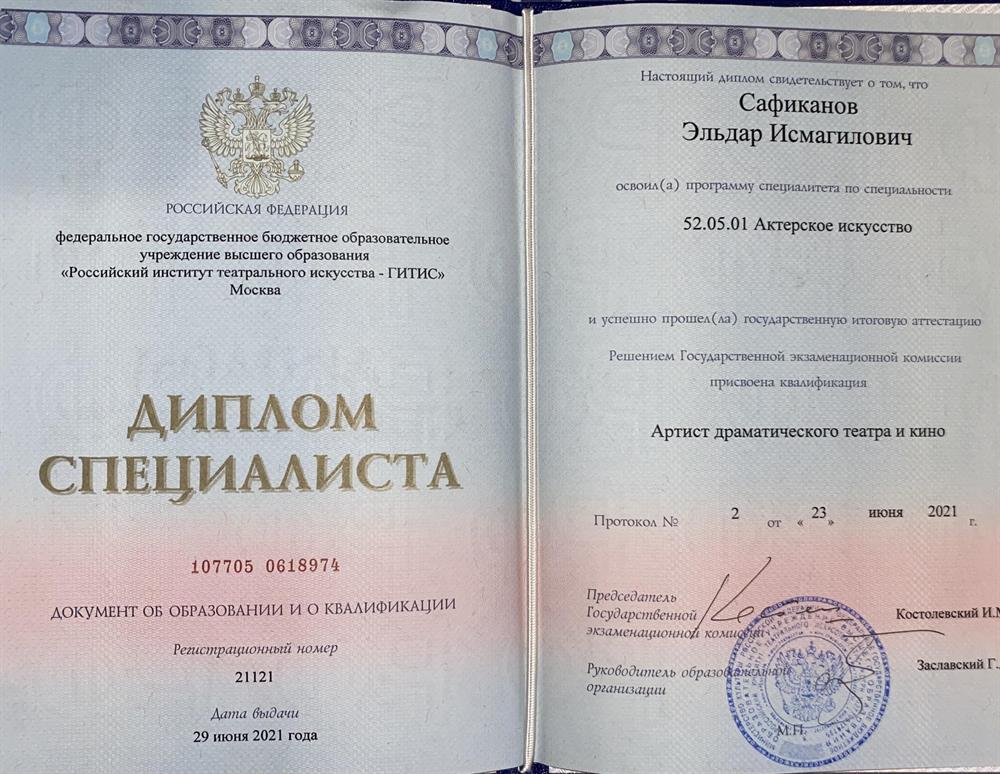 РОССИЙСКАЯ ФЕДЕРАЦИЯ
федеральное государственное бюджетное образовательное
учреждение высшего образования
«Российский институт театрального искусства - ГИТИС»
Москва
ДИПЛОМ
СПЕЦИАЛИСТА
107705 0618974
ДОКУМЕНТ ОБ ОБРАЗОВАНИИ И О КВАЛИФИКАЦИИ
Регистрационный номер
21121
Дата выдачи
29 июня 2021 года
Настоящий диплом свидетельствует о том, что
Сафиканов
Эльдар Исмагилович
освоил(а) программу специалитета по специальности
52.05.01 Актерское искусство
и успешно прошел(ла) государственную итоговую аттестацию
Решением Государственной экзаменационной комиссии
присвоена квалификация
Артист драматического театра и кино
Протокол № 2 от « 23 » июня 2021 г.
Председатель
Государственной
экзаменационной комиссии
Костолевский И.М
Руководитель образовательной
организации
Заславский Г.
М.П.